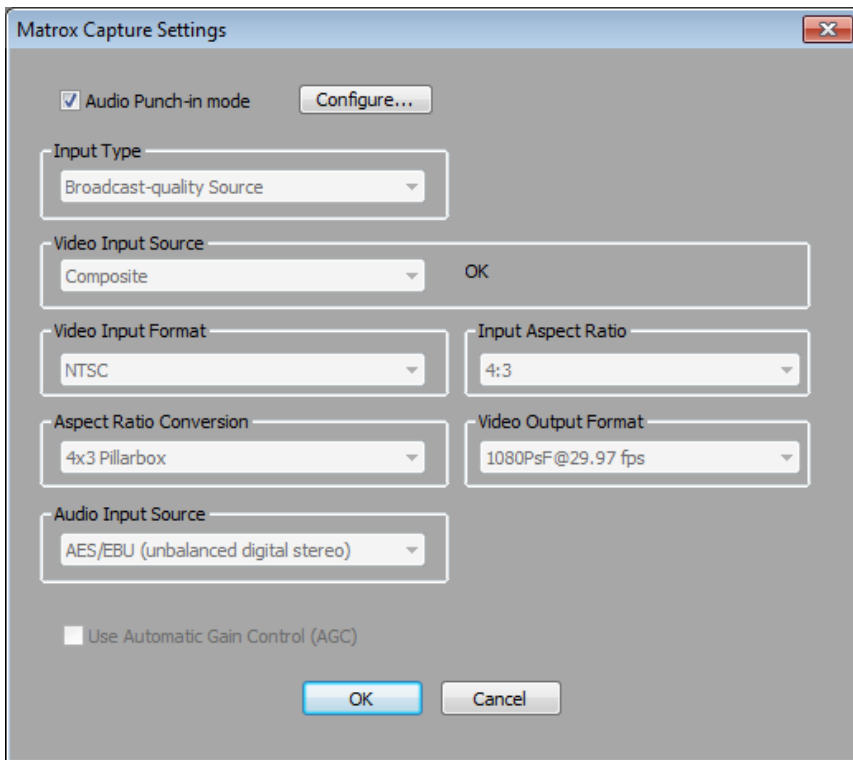 Matrox Capture Settings
Audio Punch-in mode
Configure...
Input Type
Broadcast-quality Source
Video Input Source
Composite
OK
Video Input Format
Input Aspect Ratio
NTSC
4:3
Aspect Ratio Conversion
Video Output Format
4x3 Pillarbox
1080PsF@29.97 fps
Audio Input Source
AES/EBU (unbalanced digital stereo)
Use Automatic Gain Control (AGC)
OK
Cancel